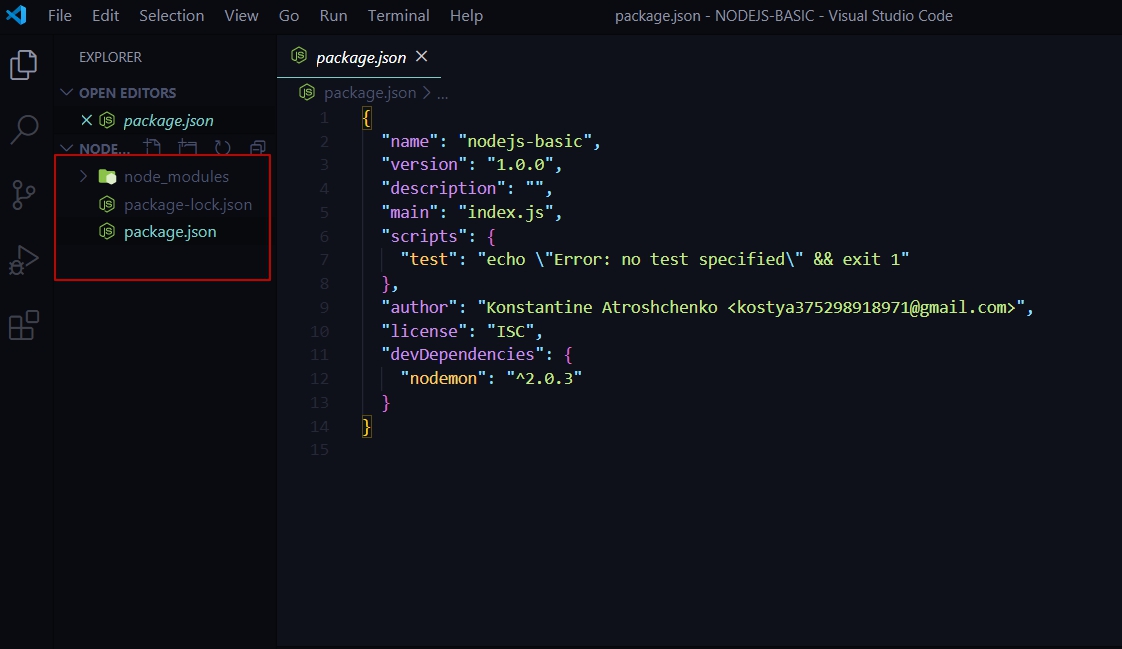 File Edit Selection View Go Run Terminal Help package.json - NODEJS-BASIC - Visual Studio Code
EXPLORER
OPEN EDITORS
package.json
NODE...
node_modules
package-lock.json
package.json
package.json
package.json > ...
1 {
2 "name": "nodejs-basic",
3 "version": "1.0.0",
4 "description": "",
5 "main": "index.js",
6 "scripts": {
7 "test": "echo \"Error: no test specified\" && exit 1"
8 },
9 "author": "Konstantine Atroshchenko <kostya375298918971@gmail.com>",
10 "license": "ISC",
11 "devDependencies": {
12 "nodemon": "^2.0.3"
13 }
14 }
15